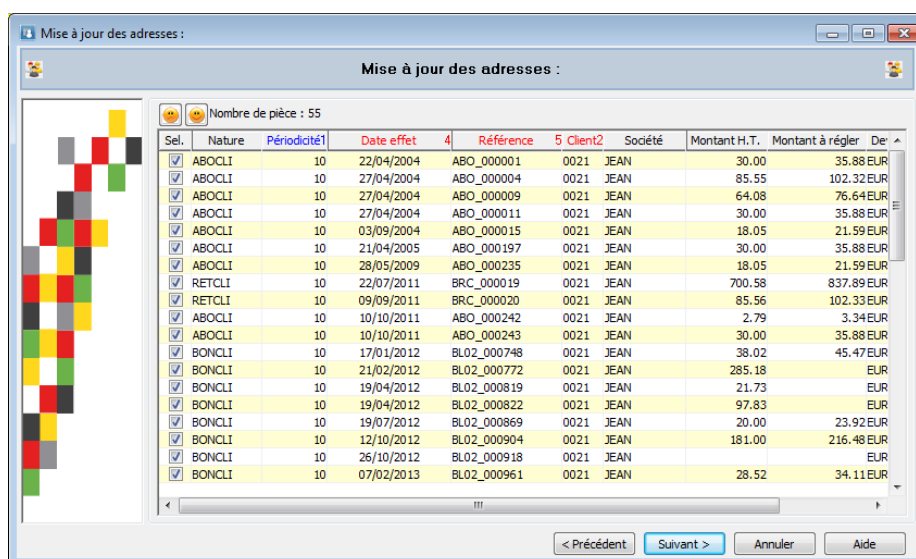 Mise à jour des adresses :
Mise à jour des adresses :
Nombre de pièce : 55
Sel. Nature Périodicité1 Date effet 4 Référence 5 Client2 Société Montant H.T. Montant à régler
ABOCLI 10 22/04/2004 ABO_000001 0021 JEAN 30.00 35.88 EUR
ABOCLI 10 27/04/2004 ABO_000004 0021 JEAN 85.55 102.32 EUR
ABOCLI 10 27/04/2004 ABO_000009 0021 JEAN 64.08 76.64 EUR
ABOCLI 10 27/04/2004 ABO_000011 0021 JEAN 30.00 35.88 EUR
ABOCLI 10 03/09/2004 ABO_000015 0021 JEAN 18.05 21.59 EUR
ABOCLI 10 21/04/2005 ABO_000197 0021 JEAN 30.00 35.88 EUR
ABOCLI 10 28/05/2009 ABO_000235 0021 JEAN 18.05 21.59 EUR
RETCLI 10 22/07/2011 BRC_000019 0021 JEAN 700.58 837.89 EUR
RETCLI 10 09/09/2011 BRC_000020 0021 JEAN 85.56 102.33 EUR
ABOCLI 10 10/10/2011 ABO_000242 0021 JEAN 2.79 3.34 EUR
ABOCLI 10 10/10/2011 ABO_000243 0021 JEAN 30.00 35.88 EUR
BONCLI 10 17/01/2012 BL02_000748 0021 JEAN 38.02 45.47 EUR
BONCLI 10 21/02/2012 BL02_000772 0021 JEAN 285.18 EUR
BONCLI 10 19/04/2012 BL02_000819 0021 JEAN 21.73 EUR
BONCLI 10 19/04/2012 BL02_000822 0021 JEAN 97.83 EUR
BONCLI 10 19/07/2012 BL02_000869 0021 JEAN 20.00 23.92 EUR
BONCLI 10 12/10/2012 BL02_000904 0021 JEAN 181.00 216.48 EUR
BONCLI 10 26/10/2012 BL02_000918 0021 JEAN EUR
BONCLI 10 07/02/2013 BL02_000961 0021 JEAN 28.52 34.11 EUR
< Précédent Suivant > Annuler Aide